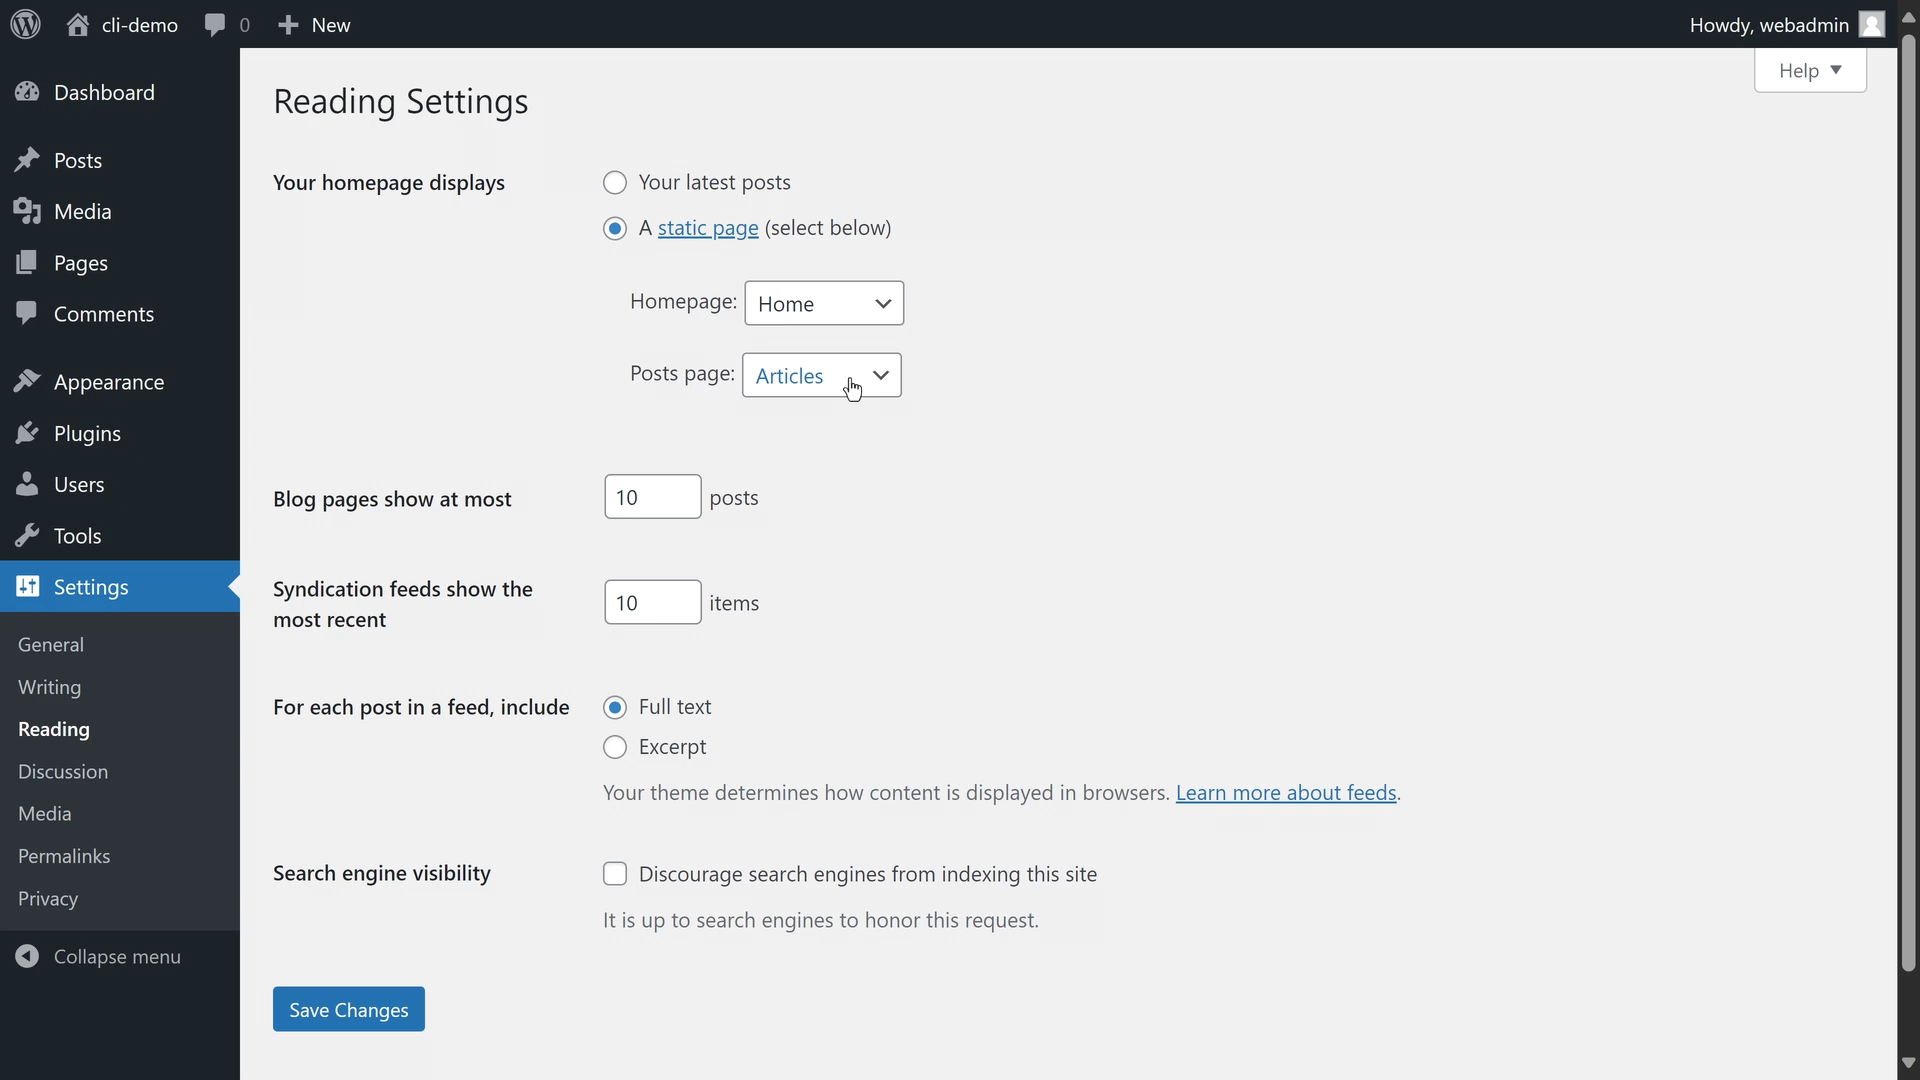 cli-demo
0
New
Howdy, webadmin
Help
Dashboard
Posts
Media
Pages
Comments
Appearance
Plugins
Users
Tools
Settings
General
Writing
Reading
Discussion
Media
Permalinks
Privacy
Collapse menu
Reading Settings
Your homepage displays
Your latest posts
A static page (select below)
Homepage: Home
Posts page: Articles
Blog pages show at most
10 posts
Syndication feeds show the
most recent
10 items
For each post in a feed, include
Full text
Excerpt
Your theme determines how content is displayed in browsers. Learn more about feeds.
Search engine visibility
Discourage search engines from indexing this site
It is up to search engines to honor this request.
Save Changes